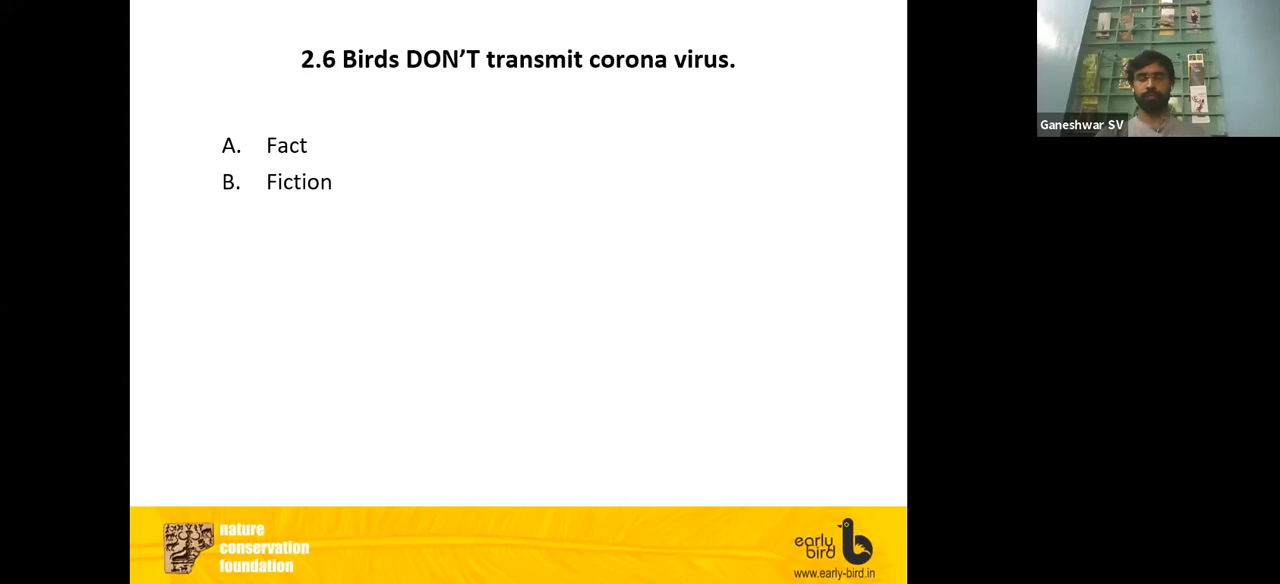 2.6 Birds DON'T transmit corona virus.
A. Fact
B. Fiction
Ganeshwar SV
nature
conservation
foundation
early
bird
www.early-bird.in